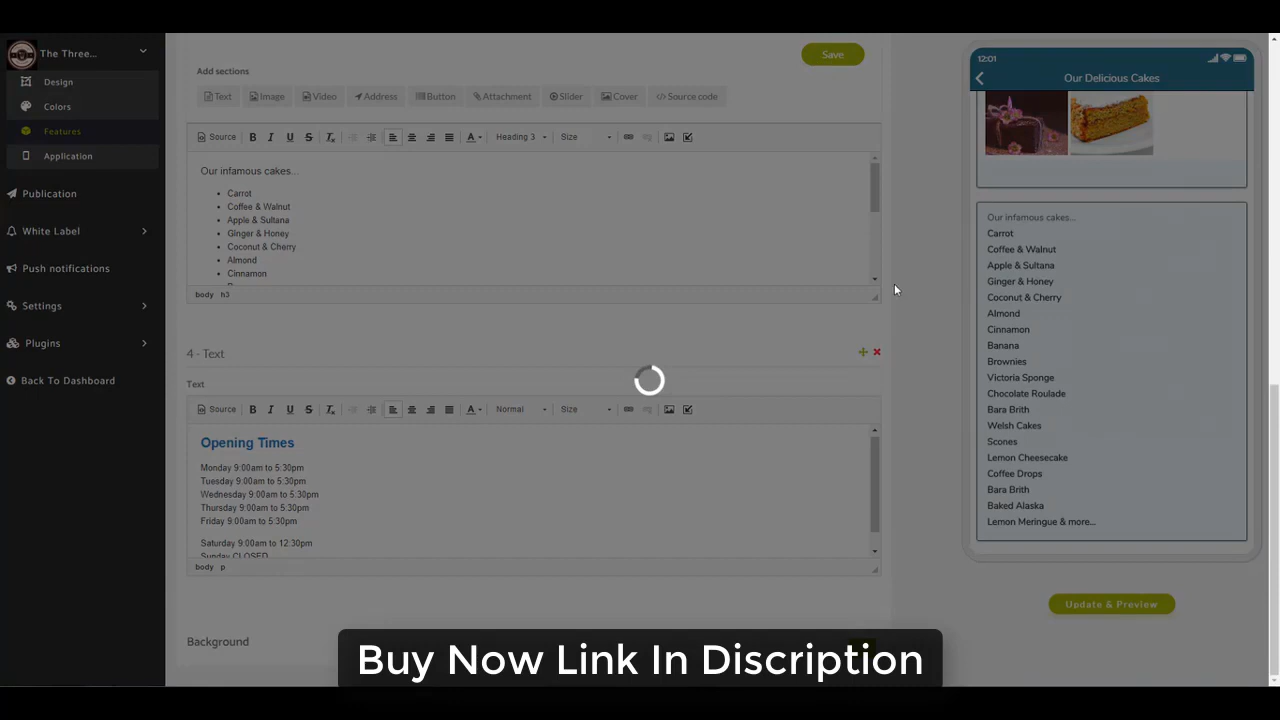 The Three...
Design
Colors
Features
Application
Publication
White Label
Push notifications
Settings
Plugins
Back To Dashboard
Save
Add sections
Text Image Video Address Button Attachment Slider Cover </> Source code
Source B I U S Tx A Heading 3 Size
Our infamous cakes...
Carrot
Coffee & Walnut
Apple & Sultana
Ginger & Honey
Coconut & Cherry
Almond
Cinnamon
body h3
4 - Text
Text
Source B I U S Tx A Normal Size
Opening Times
Monday 9:00am to 5:30pm
Tuesday 9:00am to 5:30pm
Wednesday 9:00am to 5:30pm
Thursday 9:00am to 5:30pm
Friday 9:00am to 5:30pm
Saturday 9:00am to 12:30pm
Sunday CLOSED
body p
Background
12:01
Our Delicious Cakes
Our infamous cakes...
Carrot
Coffee & Walnut
Apple & Sultana
Ginger & Honey
Coconut & Cherry
Almond
Cinnamon
Banana
Brownies
Victoria Sponge
Chocolate Roulade
Bara Brith
Welsh Cakes
Scones
Lemon Cheesecake
Coffee Drops
Bara Brith
Baked Alaska
Lemon Meringue & more...
Update & Preview
Buy Now Link In Discription